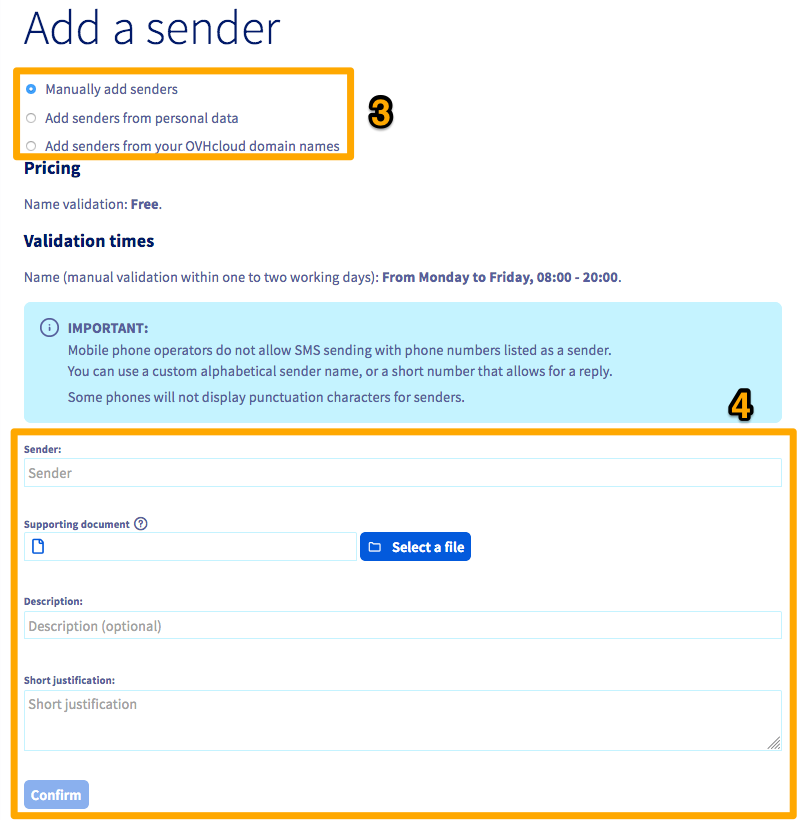 Add a sender
Manually add senders
Add senders from personal data
3
Add senders from your OVHcloud domain names
Pricing
Name validation: Free.
Validation times
Name (manual validation within one to two working days): From Monday to Friday, 08:00 - 20:00.
IMPORTANT:
Mobile phone operators do not allow SMS sending with phone numbers listed as a sender.
You can use a custom alphabetical sender name, or a short number that allows for a reply.
Some phones will not display punctuation characters for senders.
4
Sender:
Sender
Supporting document ?
Select a file
Description:
Description (optional)
Short justification:
Short justification
Confirm